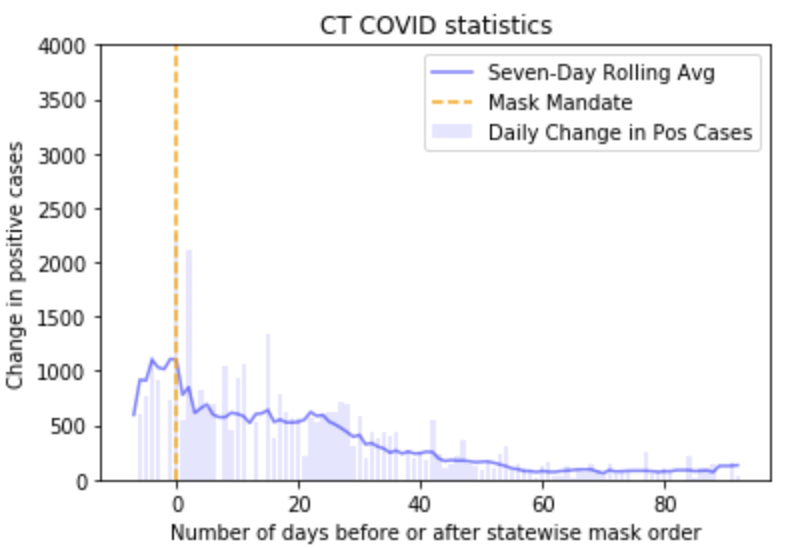 CT COVID statistics
4000
3500
3000
2500
2000
1500
1000
500
0
Change in positive cases
Seven-Day Rolling Avg
Mask Mandate
Daily Change in Pos Cases
0 20 40 60 80
Number of days before or after statewise mask order